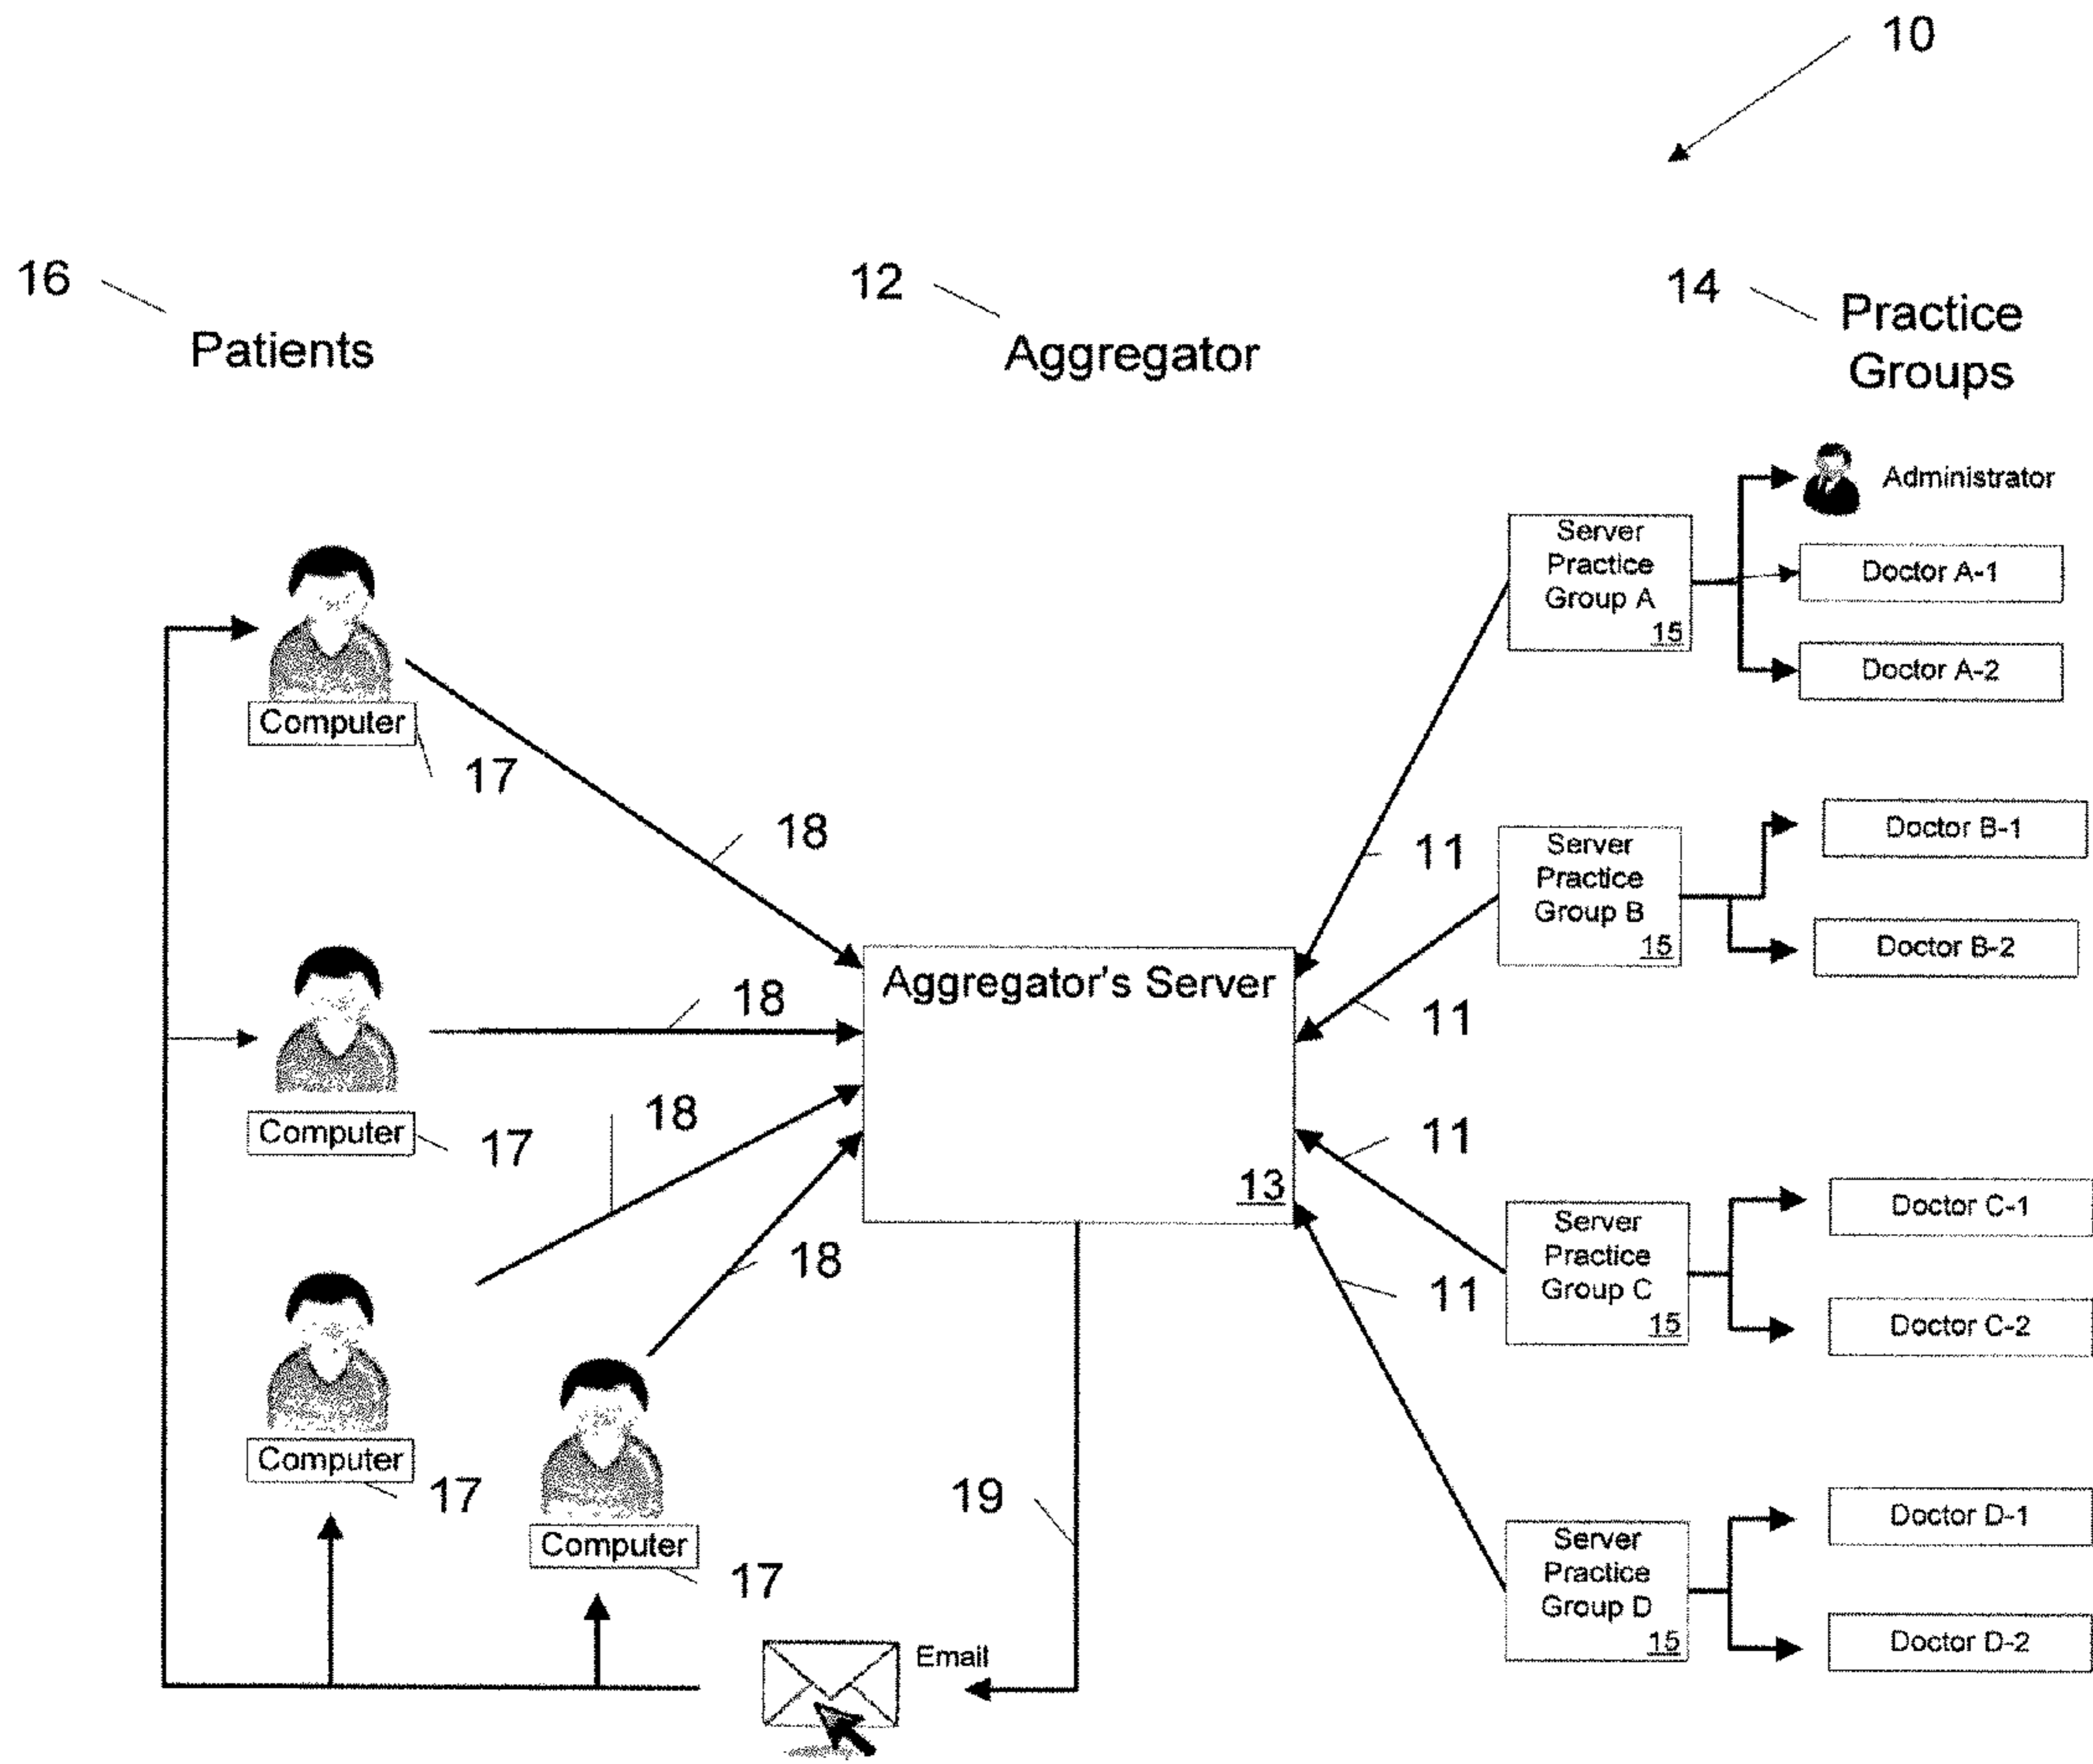 10
16
Patients
12
Aggregator
14
Practice
Groups
Administrator
Server
Practice
Group A
15
Doctor A-1
Doctor A-2
Computer
17
18
11
Server
Practice
Group B
15
Doctor B-1
Doctor B-2
Aggregator's Server
13
18
11
Computer
17
18
11
18
11
Server
Practice
Group C
15
Doctor C-1
Doctor C-2
Computer
17
Computer
17
19
Email
Server
Practice
Group D
15
Doctor D-1
Doctor D-2